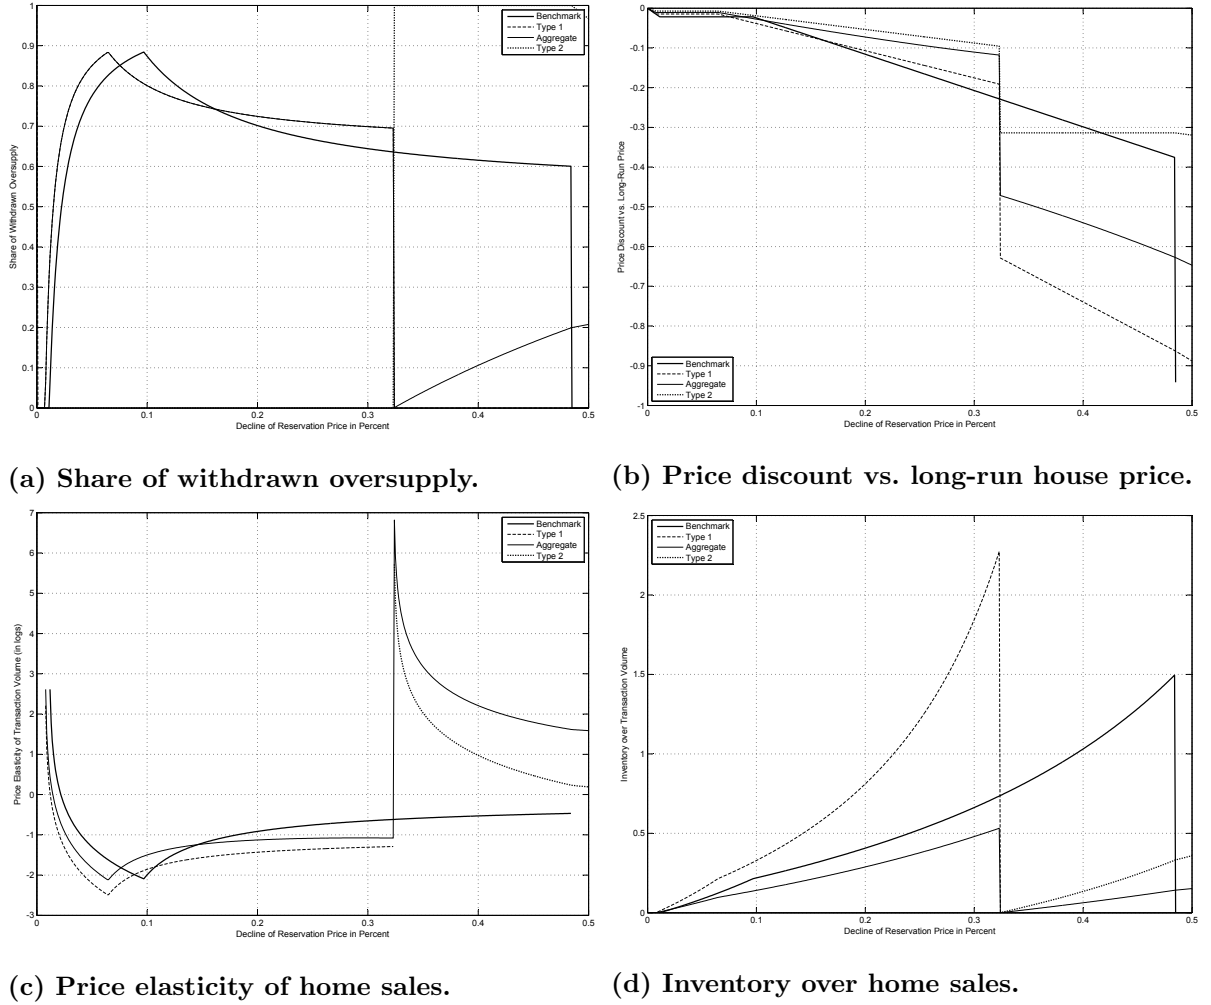 1
0.9
0.8
0.7
0.6
0.5
0.4
0.3
0.2
0.1
0
Share of Withdrawn Oversupply
Benchmark
Type 1
Aggregate
Type 2
0 0.1 0.2 0.3 0.4 0.5
Decline of Reservation Price in Percent
(a) Share of withdrawn oversupply.
0
-0.1
-0.2
-0.3
-0.4
-0.5
-0.6
-0.7
-0.8
-0.9
-1
Price Discount vs. Long-Run Price
Benchmark
Type 1
Aggregate
Type 2
0 0.1 0.2 0.3 0.4 0.5
Decline of Reservation Price in Percent
(b) Price discount vs. long-run house price.
7
6
5
4
3
2
1
0
-1
-2
-3
Price Elasticity of Transaction Volume (in logs)
Benchmark
Type 1
Aggregate
Type 2
0 0.1 0.2 0.3 0.4 0.5
Decline of Reservation Price in Percent
(c) Price elasticity of home sales.
2.5
2
1.5
1
0.5
0
Inventory over Transaction Volume
Benchmark
Type 1
Aggregate
Type 2
0 0.1 0.2 0.3 0.4 0.5
Decline of Reservation Price in Percent
(d) Inventory over home sales.